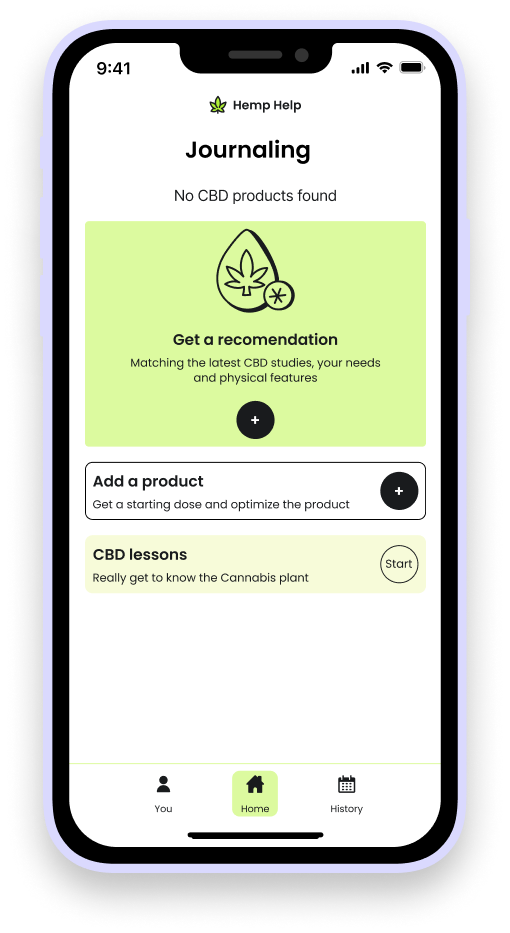 9:41
Hemp Help
Journaling
No CBD products found
Get a recomendation
Matching the latest CBD studies, your needs
and physical features
+
Add a product
Get a starting dose and optimize the product
+
CBD lessons
Really get to know the Cannabis plant
Start
You
Home
History